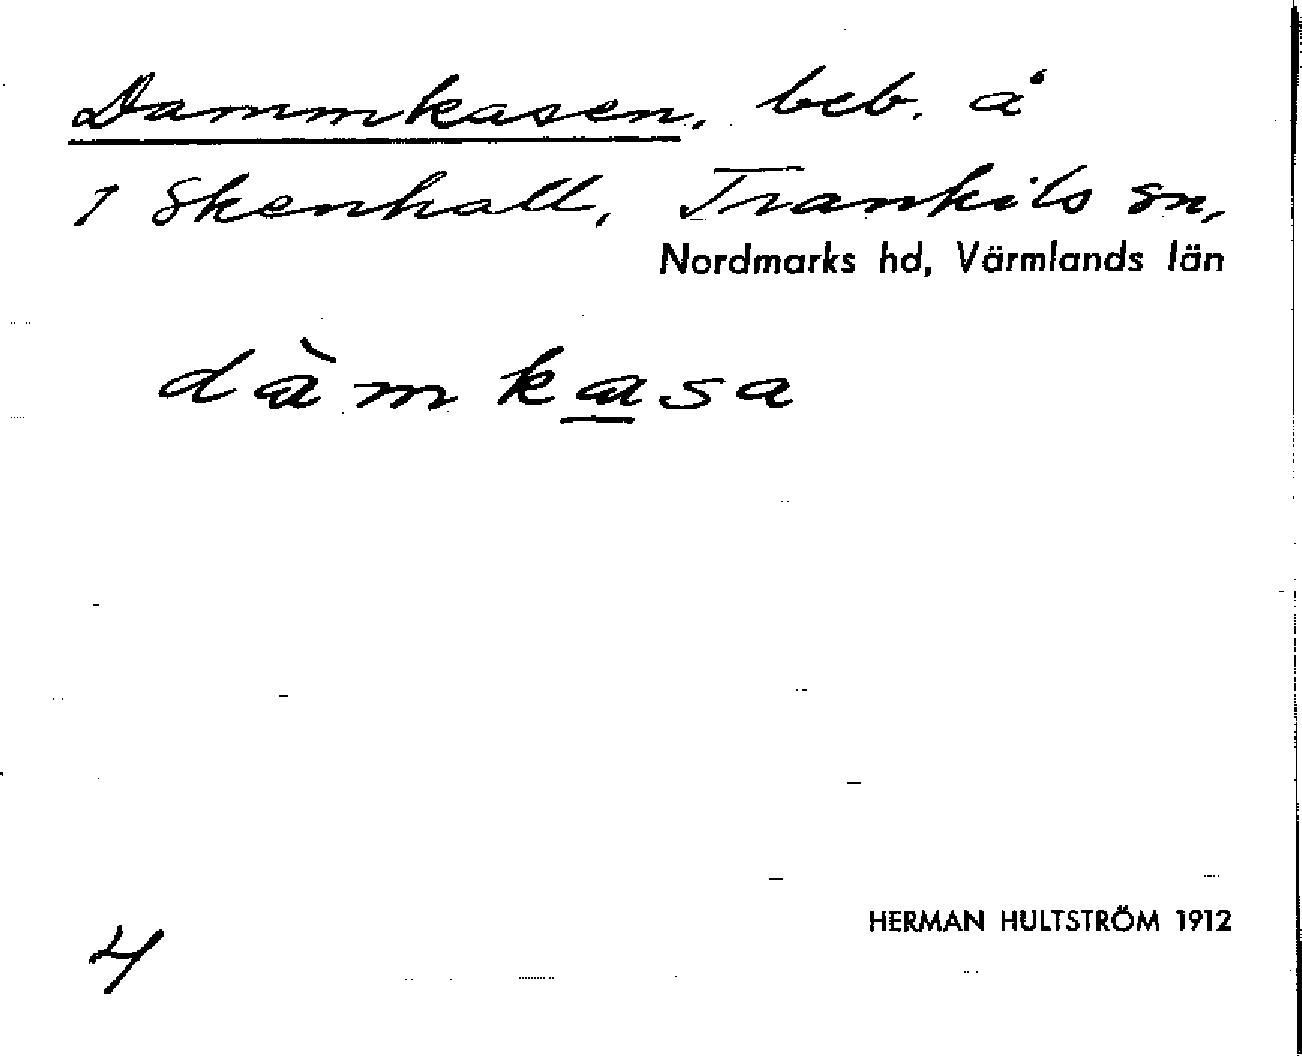 Dammkasen, beb. å
1 Skenhall, Trankils sn,
Nordmarks hd, Värmlands län
dàmkasa
HERMAN HULTSTRÖM 1912
4